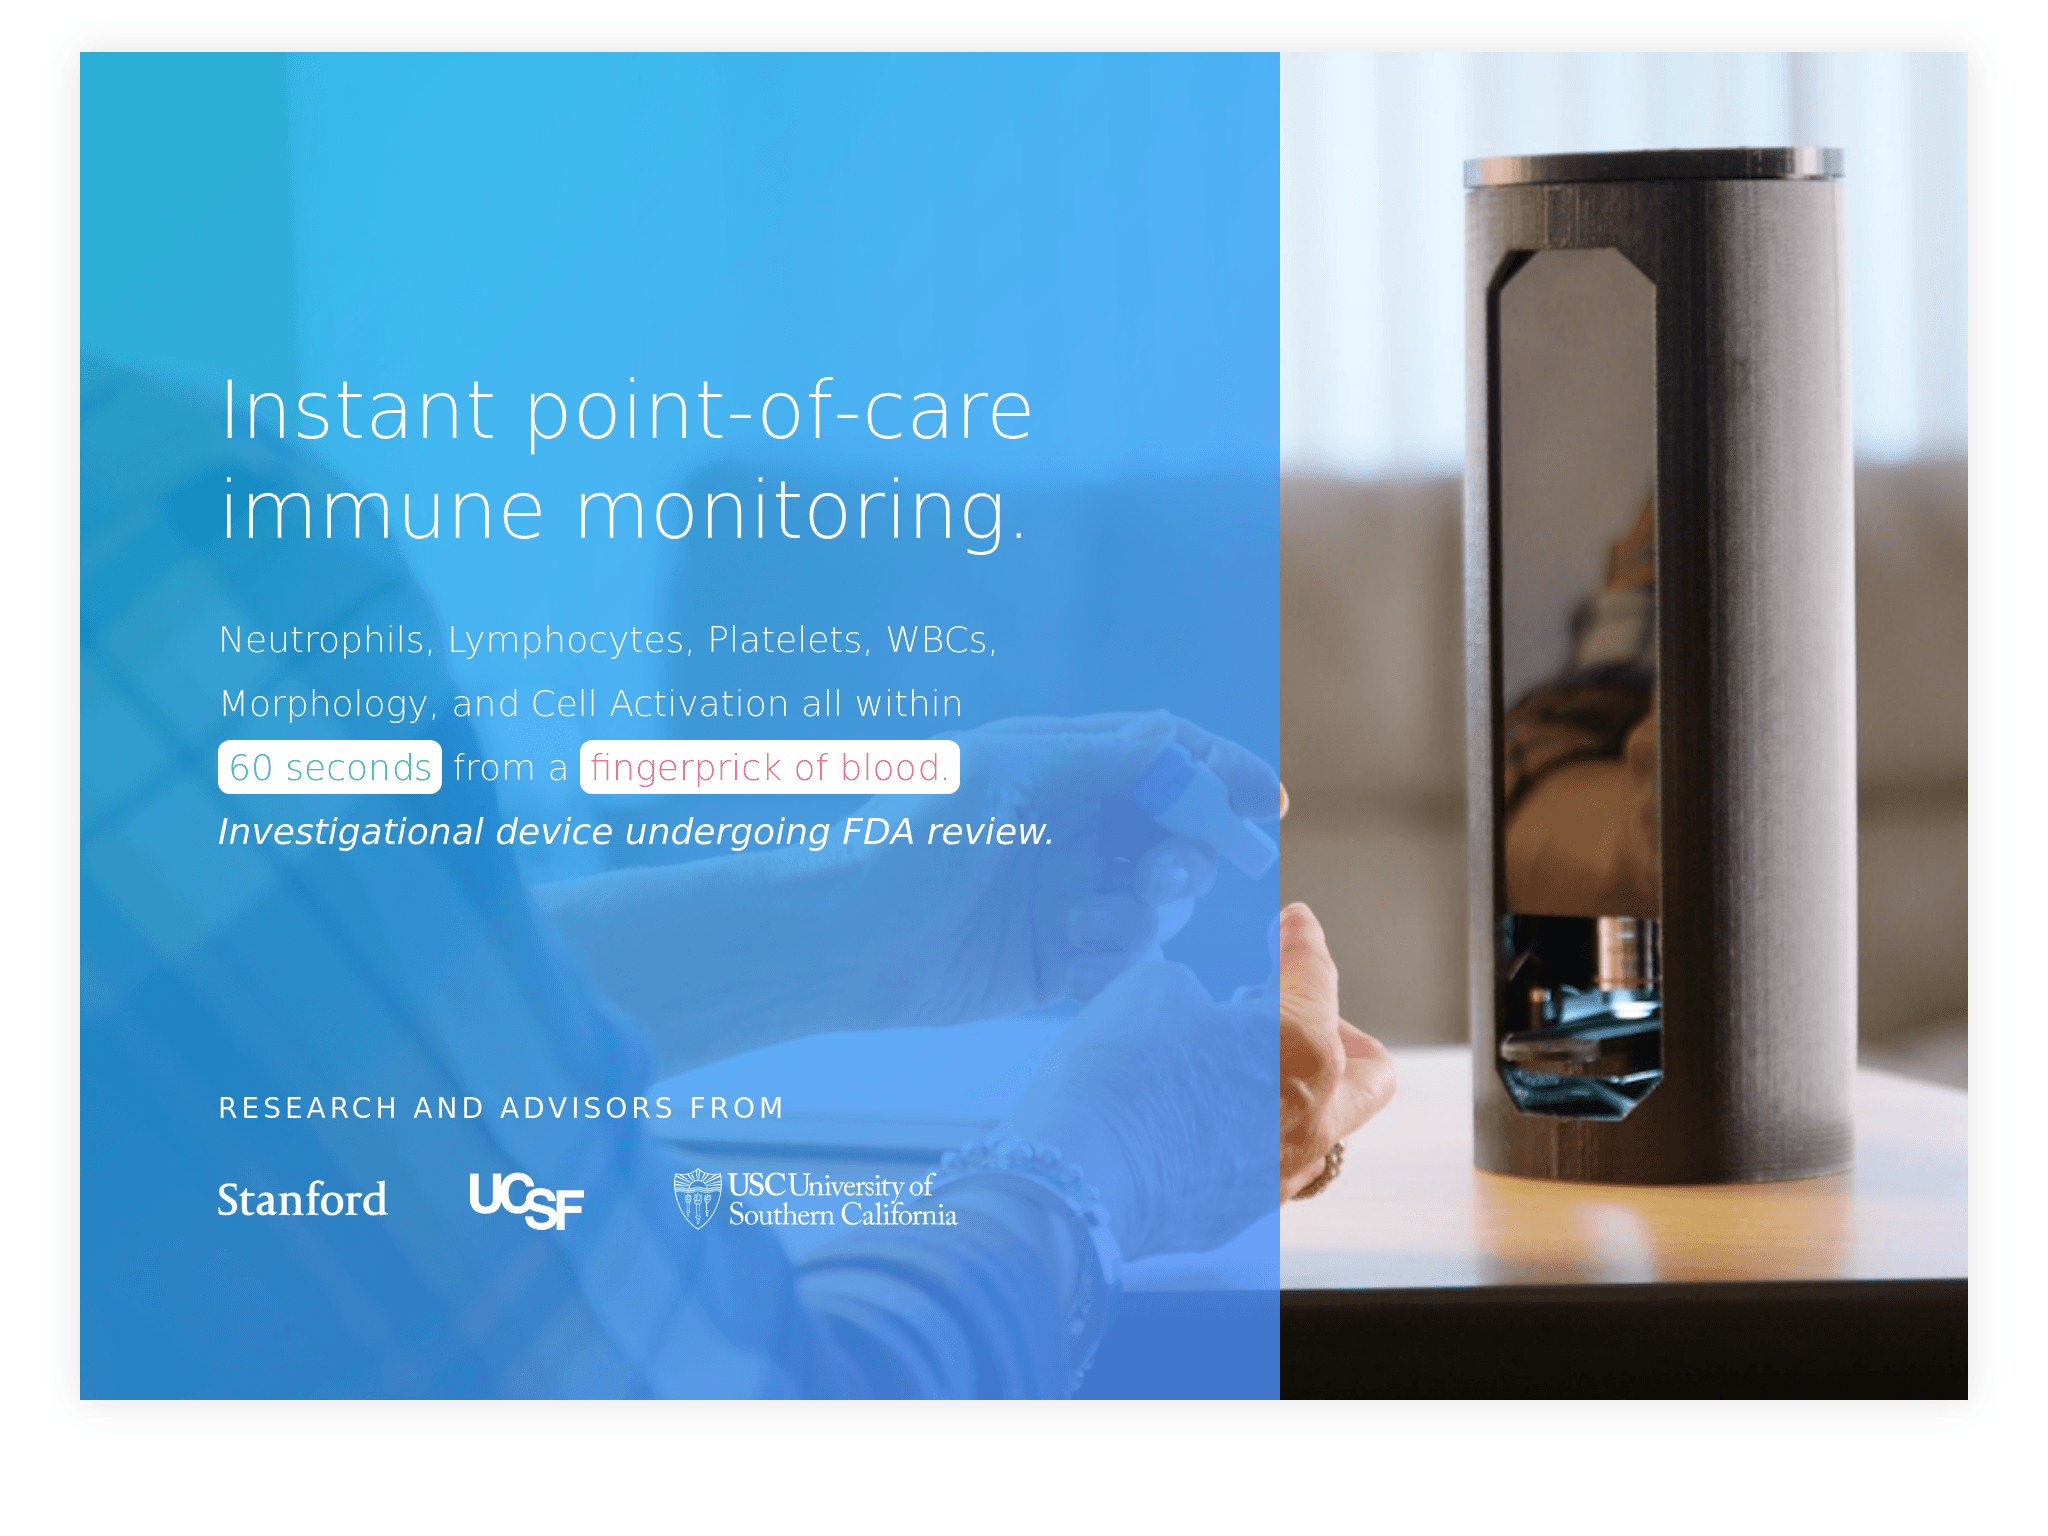 Instant point-of-care
immune monitoring.
Neutrophils, Lymphocytes, Platelets, WBCs,
Morphology, and Cell Activation all within
60 seconds from a fingerprick of blood.
Investigational device undergoing FDA review.
RESEARCH AND ADVISORS FROM
Stanford
UCSF
USC University of
Southern California